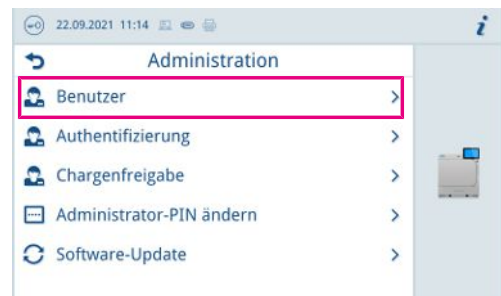 22.09.2021 11:14
i
Administration
Benutzer
Authentifizierung
Chargenfreigabe
Administrator-PIN ändern
Software-Update